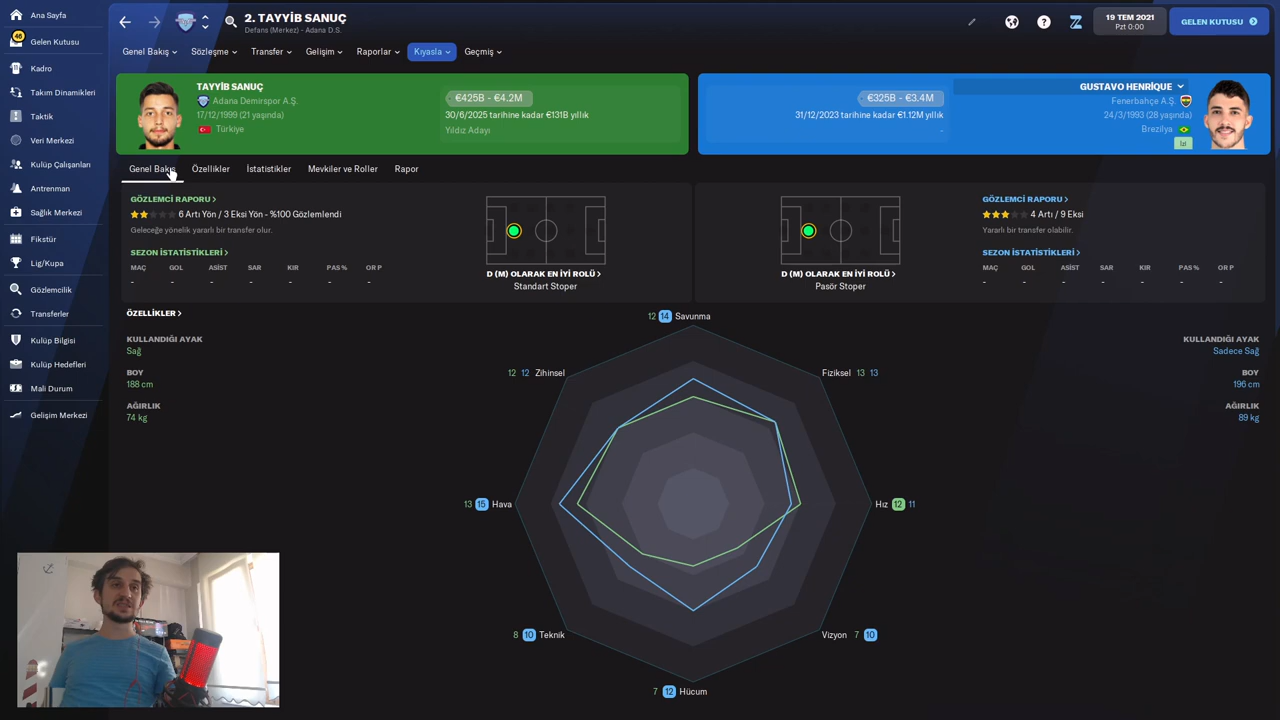 Ana Sayfa
46
Gelen Kutusu
Kadro
Takım Dinamikleri
Taktik
Veri Merkezi
Kulüp Çalışanları
Antrenman
Sağlık Merkezi
Fikstür
Lig/Kupa
Gözlemcilik
Transferler
Kulüp Bilgisi
Kulüp Hedefleri
Mali Durum
Gelişim Merkezi
2. TAYYİB SANUÇ
Defans (Merkez) - Adana D.S.
19 TEM 2021
Pzt 0:00
GELEN KUTUSU
Genel Bakış Sözleşme Transfer Gelişim Raporlar Kıyasla Geçmiş
TAYYİB SANUÇ
Adana Demirspor A.Ş.
17/12/1999 (21 yaşında)
Türkiye
€425B - €4.2M
30/6/2025 tarihine kadar €131B yıllık
Yıldız Adayı
€325B - €3.4M
31/12/2023 tarihine kadar €1.12M yıllık
-
GUSTAVO HENRIQUE
Fenerbahçe A.Ş.
24/3/1993 (28 yaşında)
Brezilya
İzl
Genel Bakış Özellikler İstatistikler Mevkiler ve Roller Rapor
GÖZLEMCİ RAPORU >
6 Artı Yön / 3 Eksi Yön - %100 Gözlemlendi
Geleceğe yönelik yararlı bir transfer olur.
SEZON İSTATİSTİKLERİ >
MAÇ GOL ASİST SAR KIR PAS % OR P
- - - - - - -
D (M) OLARAK EN İYİ ROLÜ >
Standart Stoper
D (M) OLARAK EN İYİ ROLÜ >
Pasör Stoper
GÖZLEMCİ RAPORU >
4 Artı / 9 Eksi
Yararlı bir transfer olabilir.
SEZON İSTATİSTİKLERİ >
MAÇ GOL ASİST SAR KIR PAS % OR P
- - - - - - -
ÖZELLİKLER >
KULLANDIĞI AYAK
Sağ
BOY
188 cm
AĞIRLIK
74 kg
12 14 Savunma
12 12 Zihinsel
Fiziksel 13 13
13 15 Hava
Hız 12 11
8 10 Teknik
Vizyon 7 10
7 12 Hücum
KULLANDIĞI AYAK
Sadece Sağ
BOY
196 cm
AĞIRLIK
89 kg